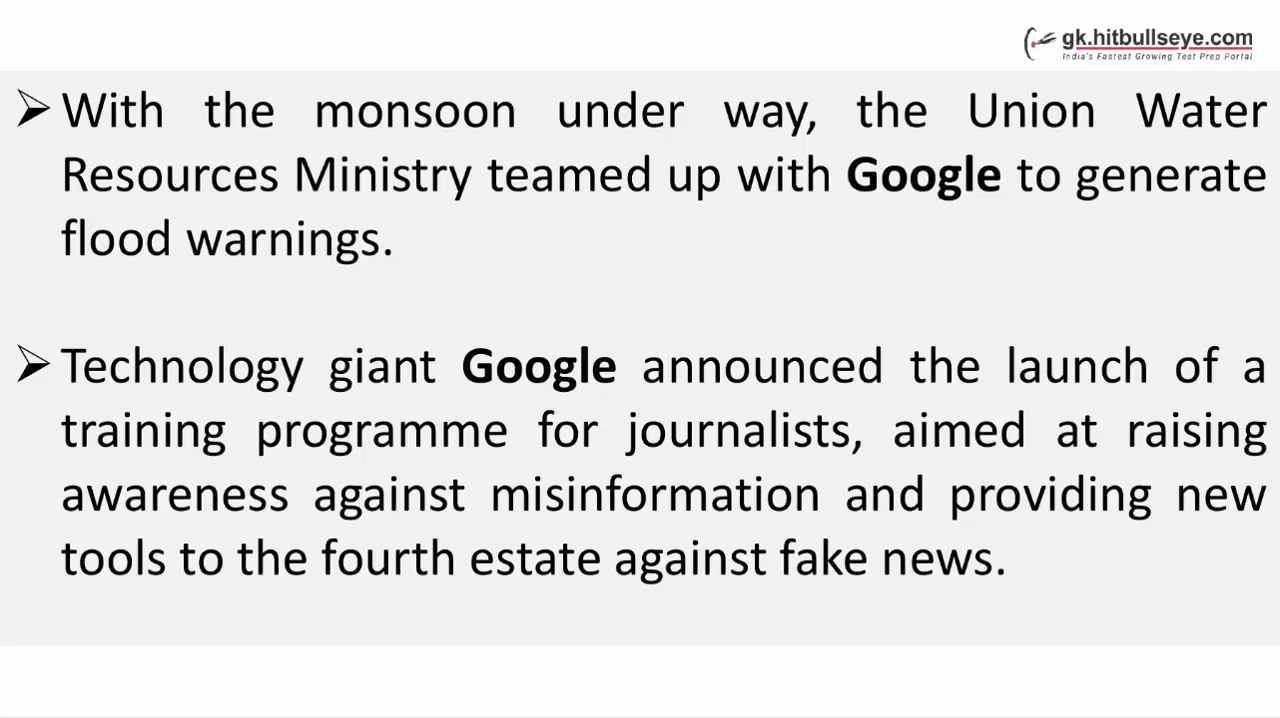 gk.hitbullseye.com
India's Fastest Growing Test Prep Portal
➢ With the monsoon under way, the Union Water
Resources Ministry teamed up with Google to generate
flood warnings.
➢ Technology giant Google announced the launch of a
training programme for journalists, aimed at raising
awareness against misinformation and providing new
tools to the fourth estate against fake news.